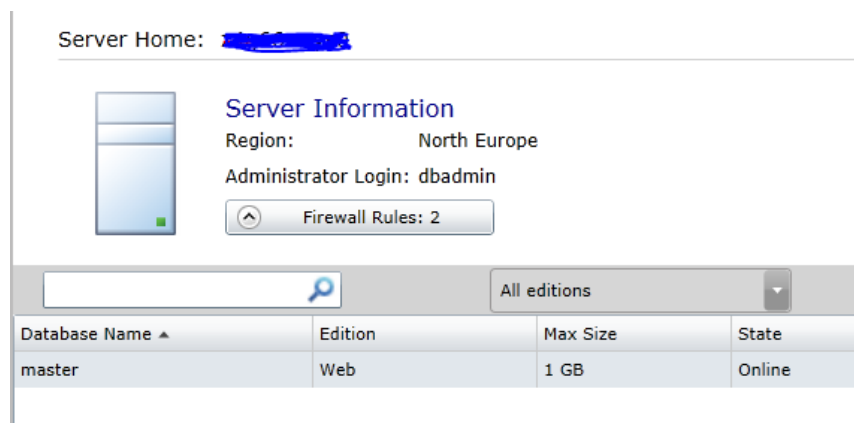 Server Home:
Server Information
Region: North Europe
Administrator Login: dbadmin
Firewall Rules: 2
All editions
Database Name Edition Max Size State
master Web 1 GB Online